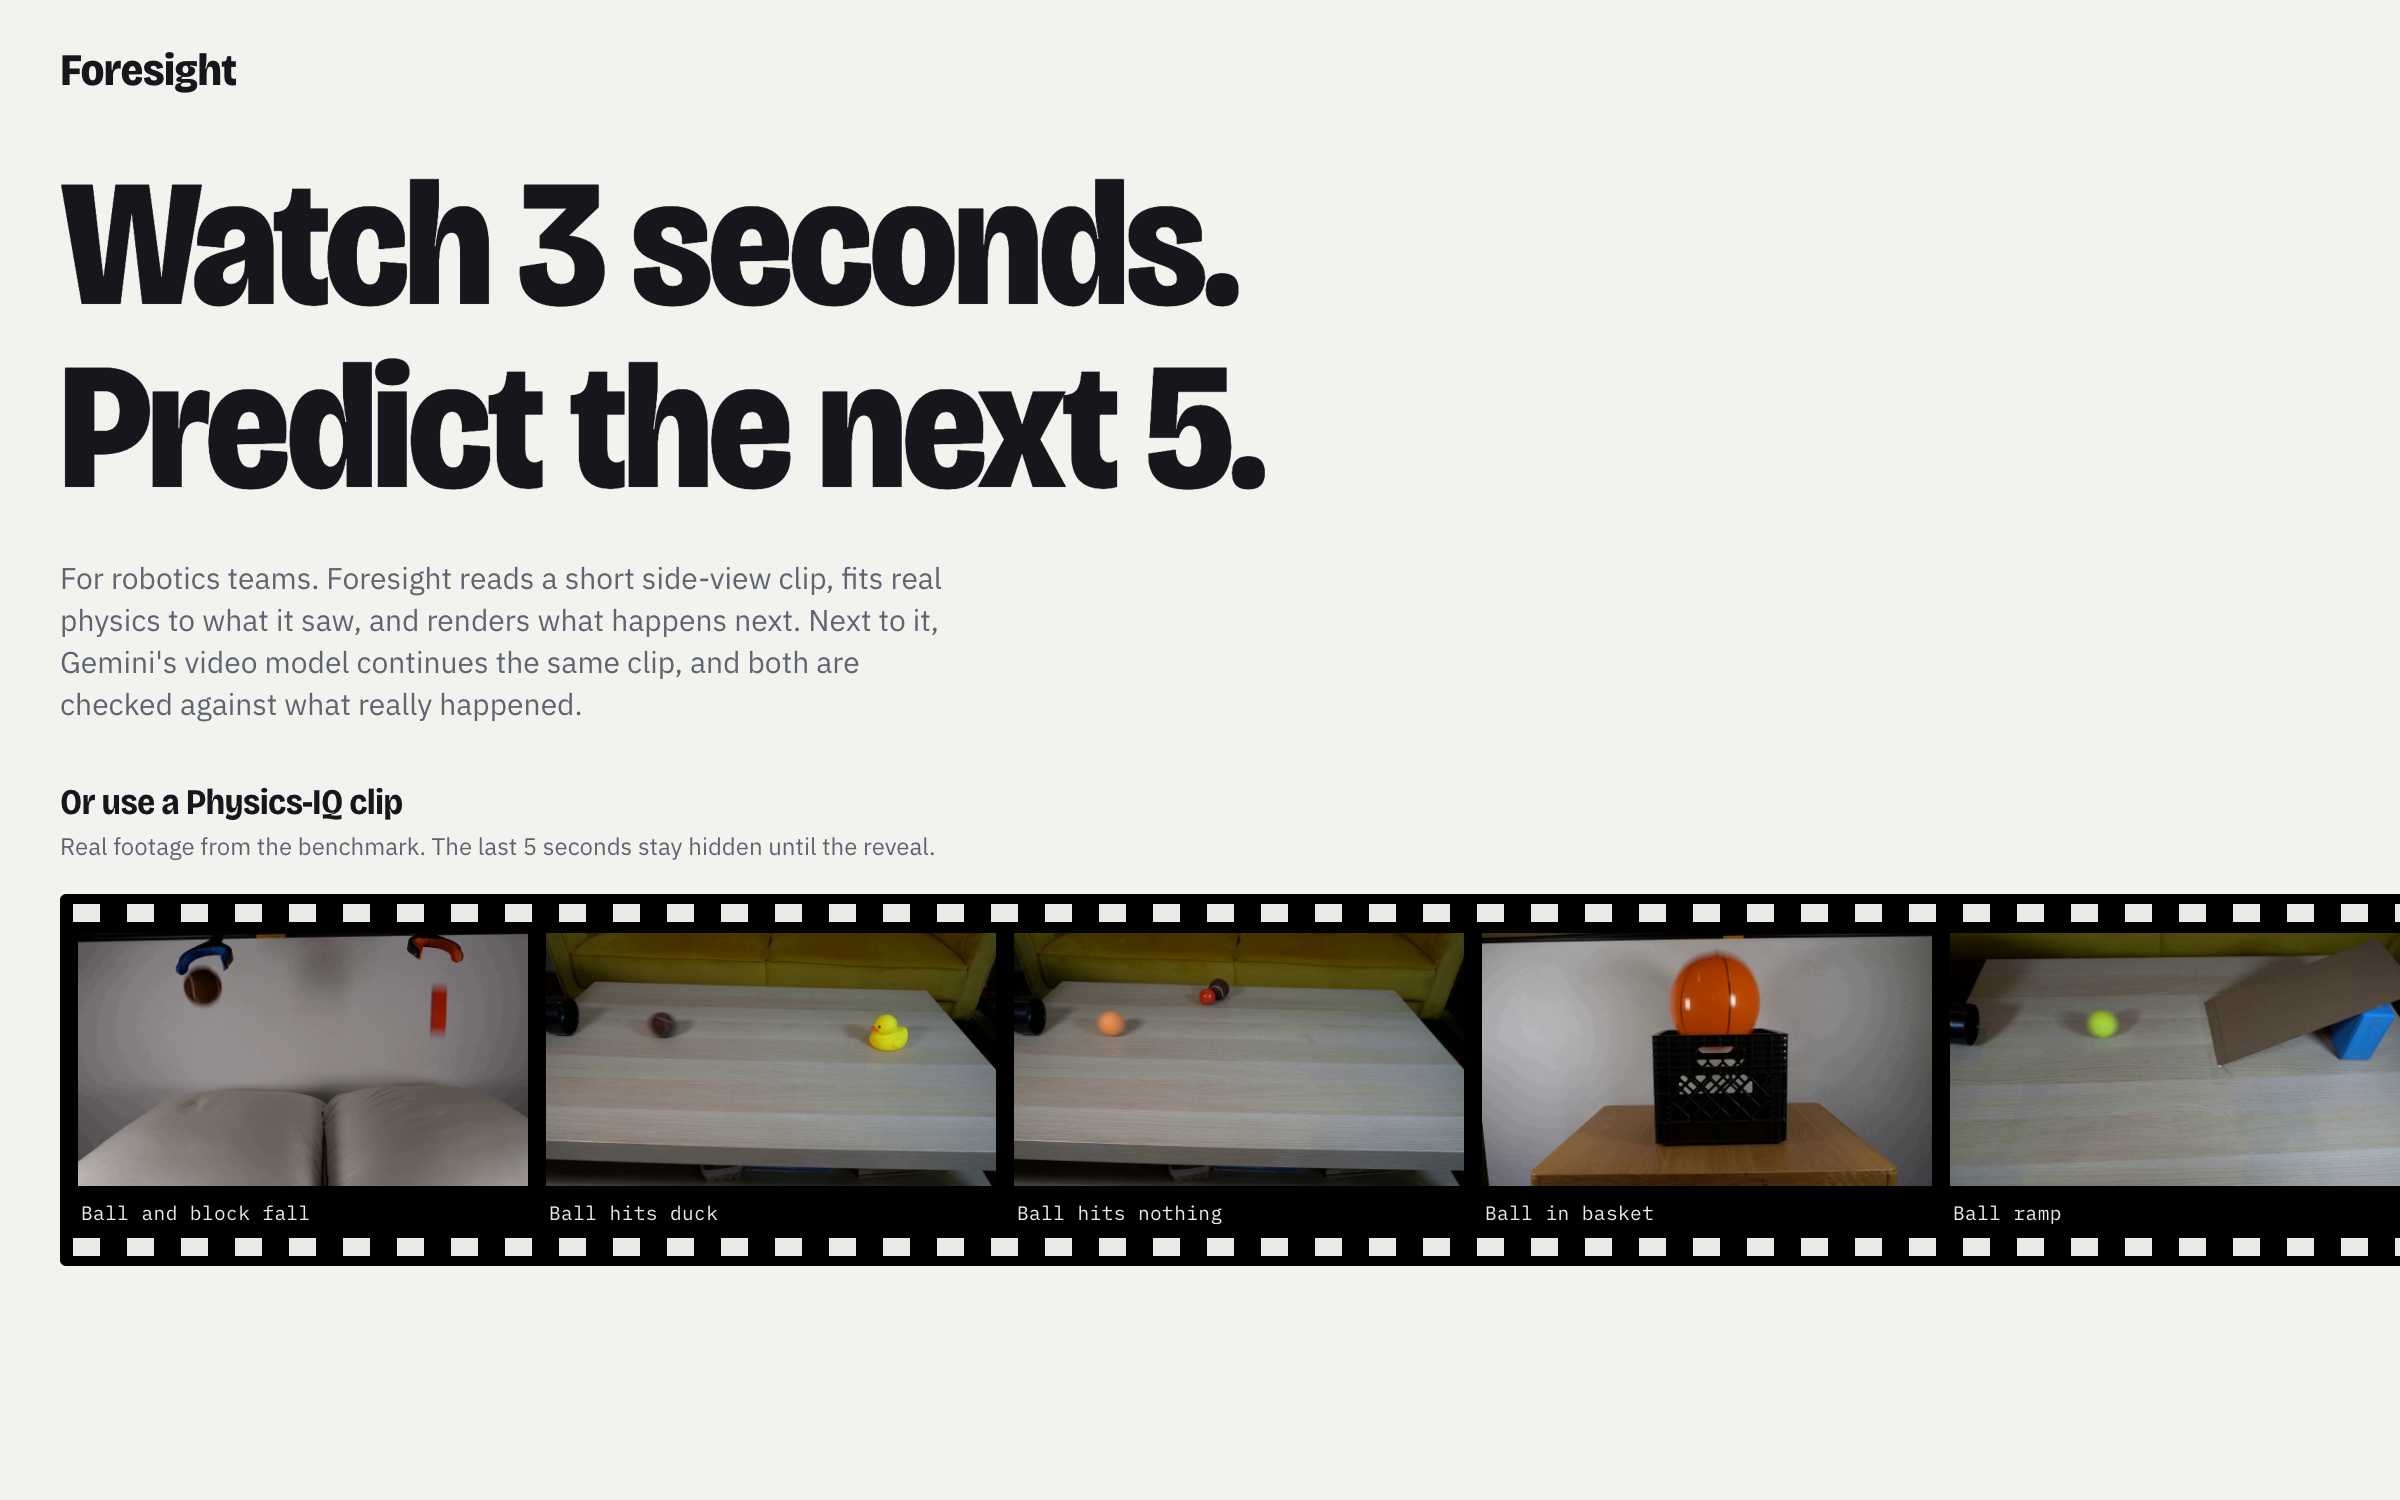 Foresight
Watch 3 seconds.
Predict the next 5.
For robotics teams. Foresight reads a short side-view clip, fits real
physics to what it saw, and renders what happens next. Next to it,
Gemini's video model continues the same clip, and both are
checked against what really happened.
Or use a Physics-IQ clip
Real footage from the benchmark. The last 5 seconds stay hidden until the reveal.
Ball and block fall
Ball hits duck
Ball hits nothing
Ball in basket
Ball ramp